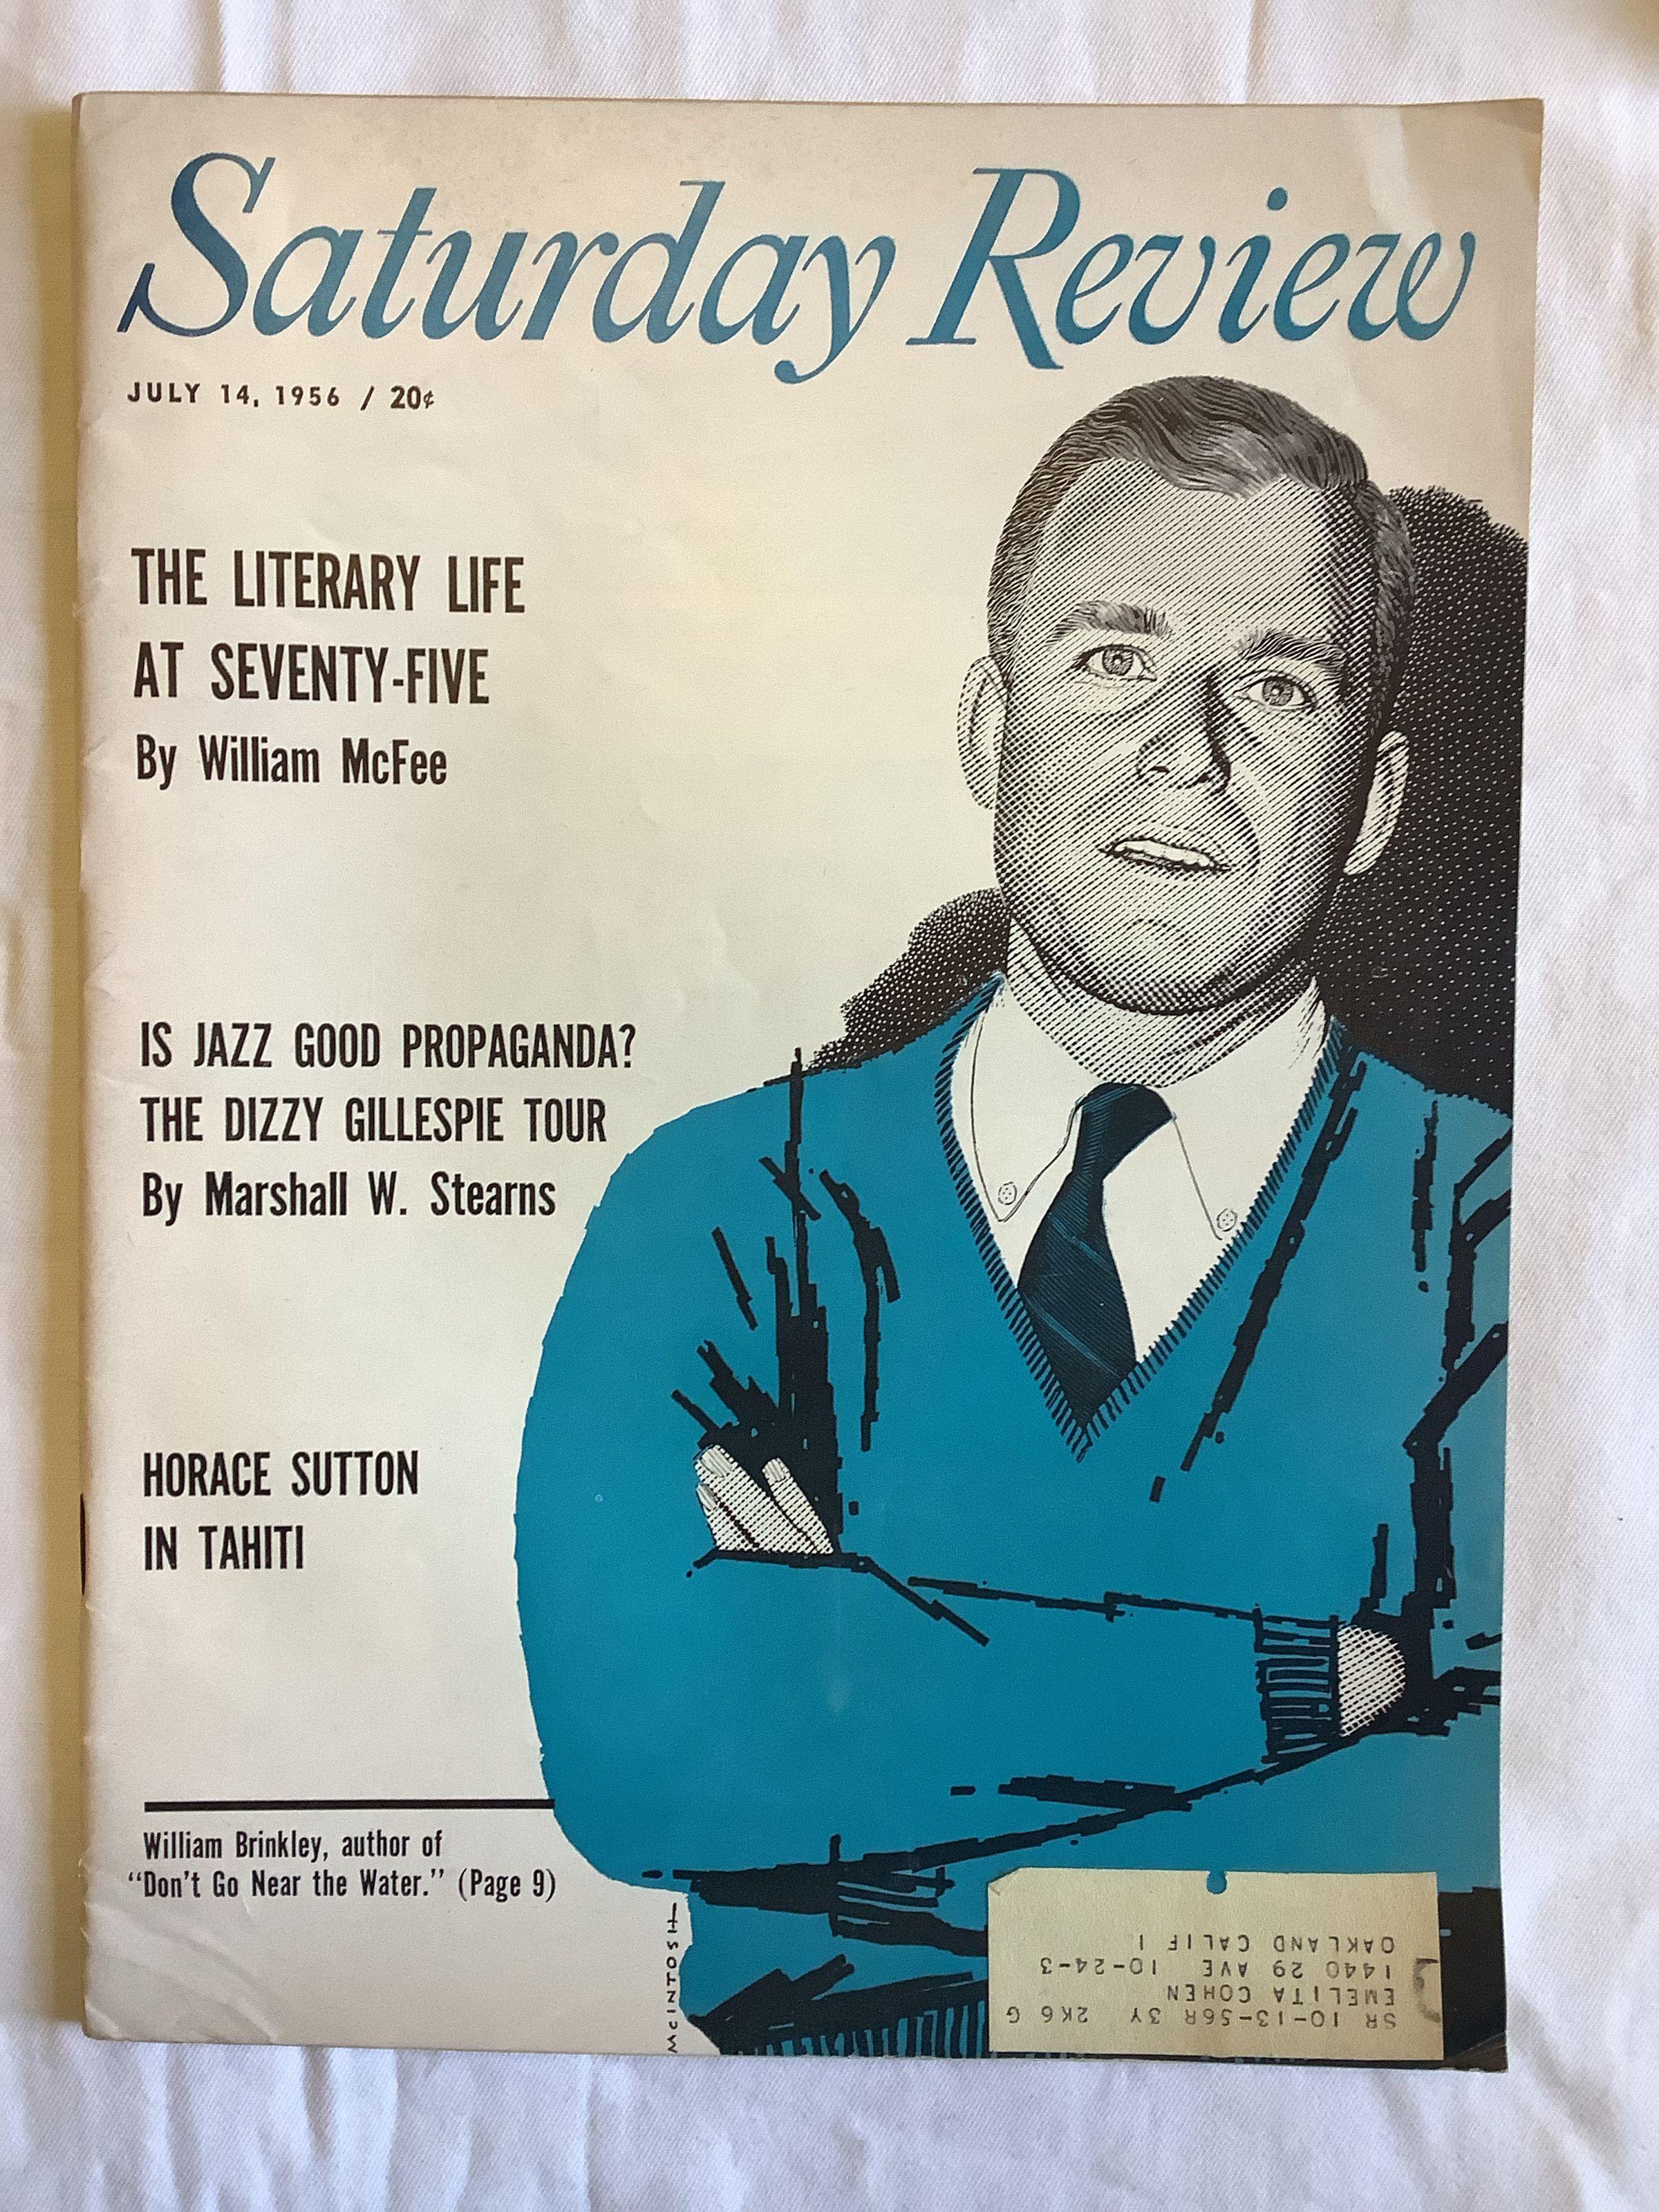 Saturday Review
JULY 14, 1956 / 20¢
THE LITERARY LIFE
AT SEVENTY-FIVE
By William McFee
IS JAZZ GOOD PROPAGANDA?
THE DIZZY GILLESPIE TOUR
By Marshall W. Stearns
HORACE SUTTON
IN TAHITI
William Brinkley, author of
“Don't Go Near the Water.” (Page 9)
McINTOSH
SR 10-13-56R 3Y 2K6 G
EMELITA COHEN
1440 29 AVE 10-24-3
OAKLAND CALIF 1